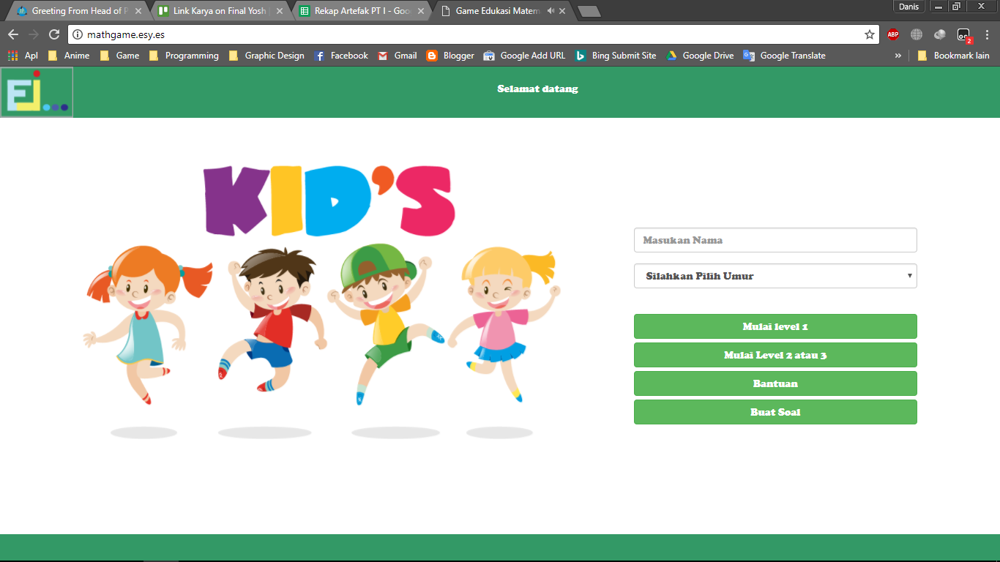 Danis
Greeting From Head of P
Link Karya on Final Yosh
Rekap Artefak PT I - Goo
Game Edukasi Matem
mathgame.esy.es
ABP
2
Apl Anime Game Programming Graphic Design Facebook Gmail Blogger Google Add URL Bing Submit Site Google Drive Google Translate » Bookmark lain
EJ...
Selamat datang
KID'S
Masukan Nama
Silahkan Pilih Umur
Mulai level 1
Mulai Level 2 atau 3
Bantuan
Buat Soal